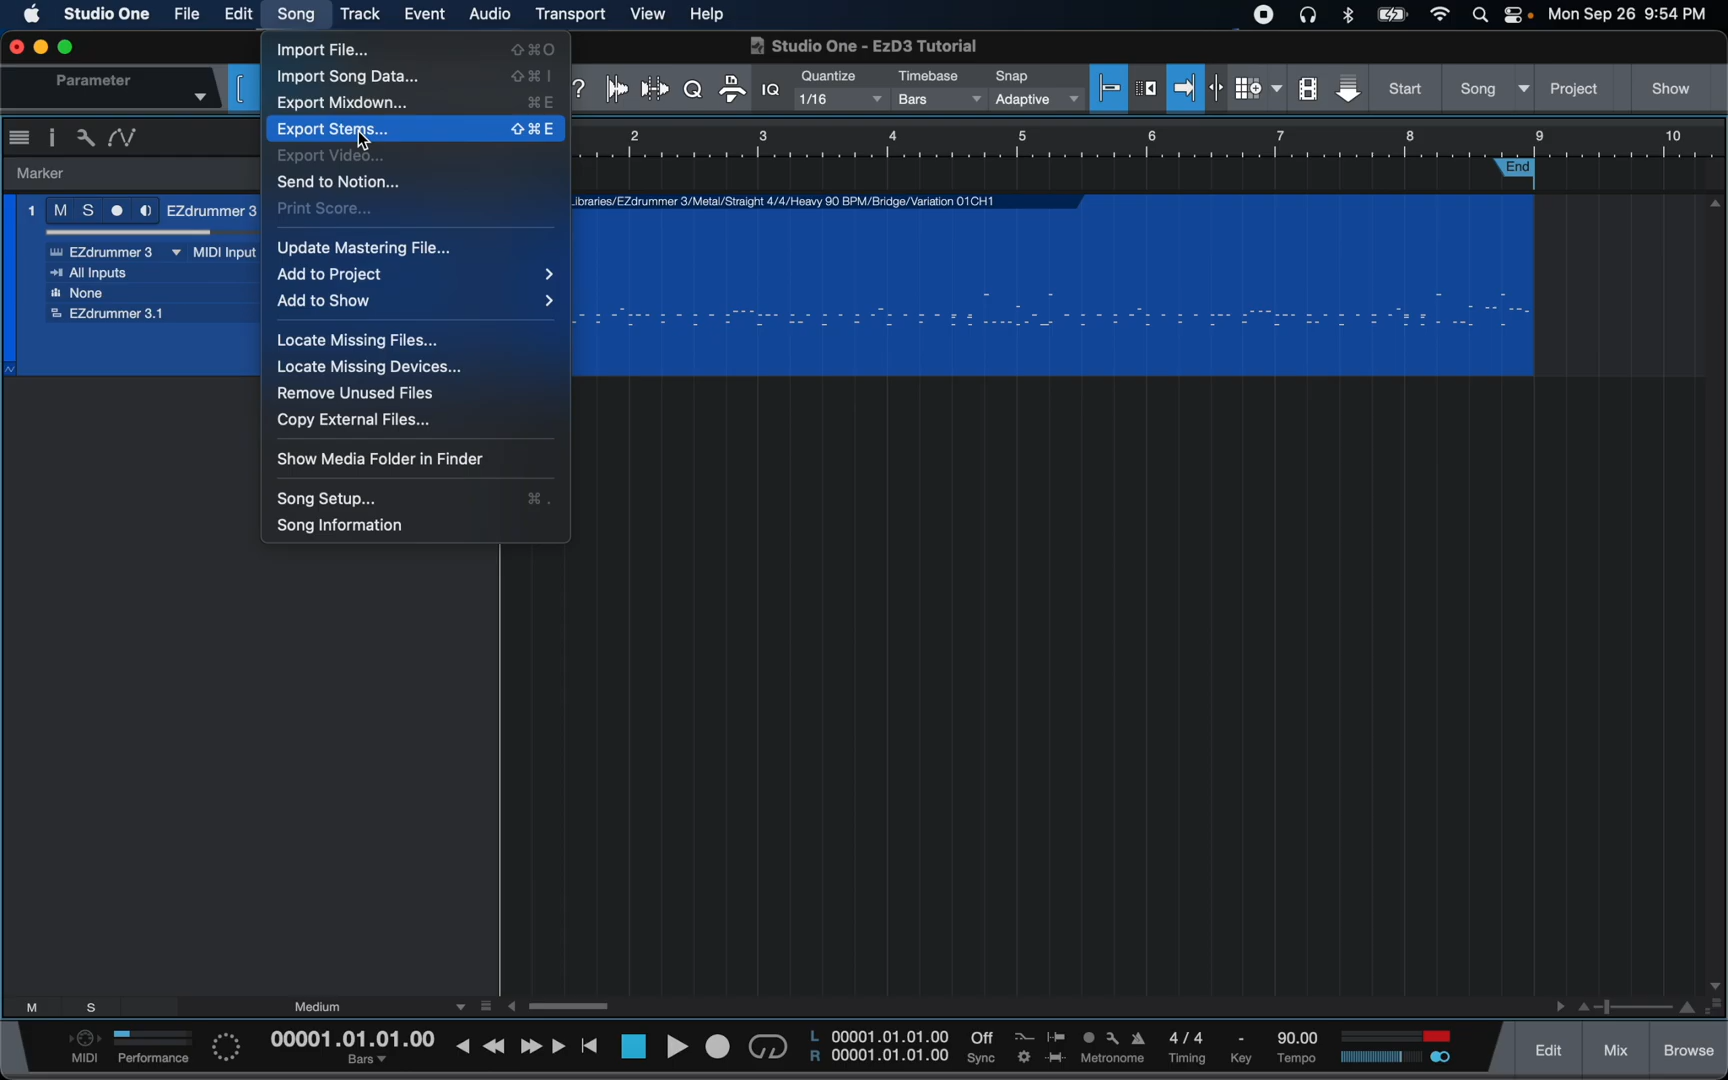 Studio One File Edit Song Track Event Audio Transport View Help Mon Sep 26 9:54 PM
Studio One - EzD3 Tutorial
Import File... ⇧⌘O
Import Song Data... ⇧⌘I
Export Mixdown... ⌘E
Export Stems... ⇧⌘E
Export Video...
Send to Notion...
Print Score...
Update Mastering File...
Add to Project
Add to Show
Locate Missing Files...
Locate Missing Devices...
Remove Unused Files
Copy External Files...
Show Media Folder in Finder
Song Setup... ⌘.
Song Information
Parameter
? Q IQ
Quantize Timebase Snap
1/16 Bars Adaptive
Start Song Project Show
2 3 4 5 6 7 8 9 10
Marker
End
1 M S EZdrummer 3
ibraries/EZdrummer 3/Metal/Straight 4/4/Heavy 90 BPM/Bridge/Variation 01CH1
EZdrummer 3 MIDI Input
All Inputs
None
EZdrummer 3.1
M S Medium
MIDI Performance
00001.01.01.00
Bars
L 00001.01.01.00
R 00001.01.01.00
Off
Sync
Metronome
4 / 4
Timing
-
Key
90.00
Tempo
Edit Mix Browse